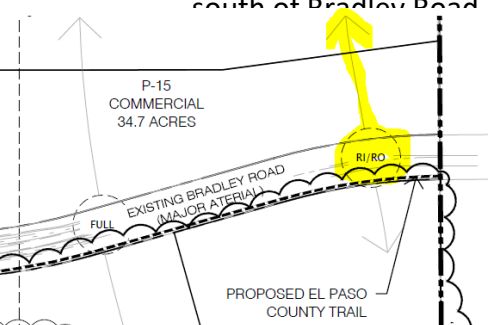 south of Bradley Road
P-15
COMMERCIAL
34.7 ACRES
RI/RO
EXISTING BRADLEY ROAD
(MAJOR ATERIAL)
FULL
PROPOSED EL PASO
COUNTY TRAIL